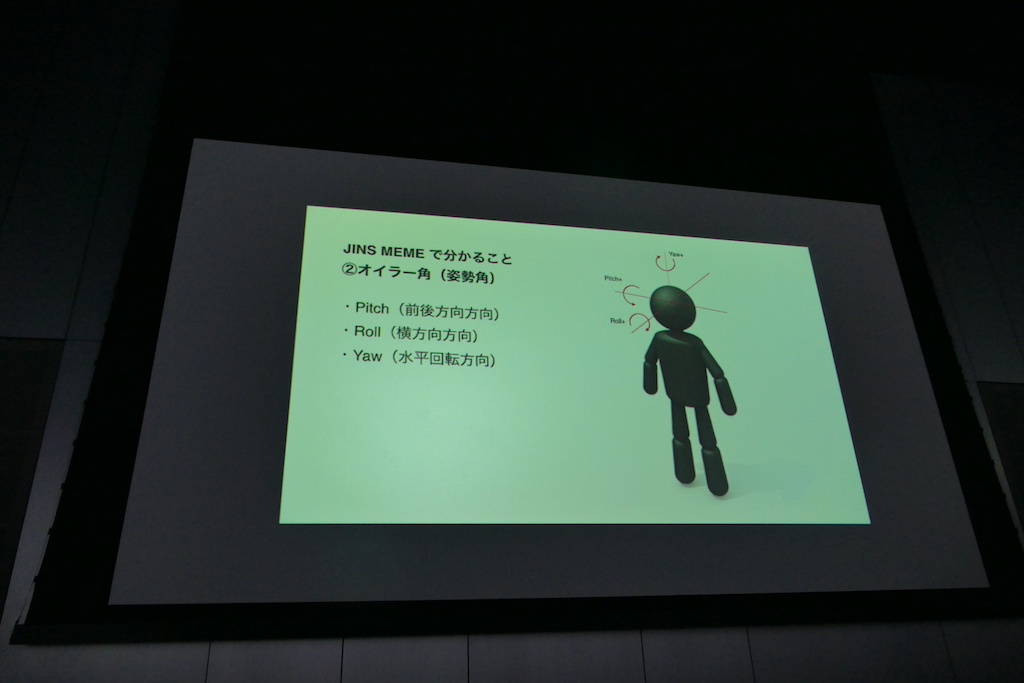 JINS MEME で分かること
②オイラー角（姿勢角）
・Pitch（前後方向方向）
・Roll（横方向方向）
・Yaw（水平回転方向）
Yaw+
Pitch+
Roll+